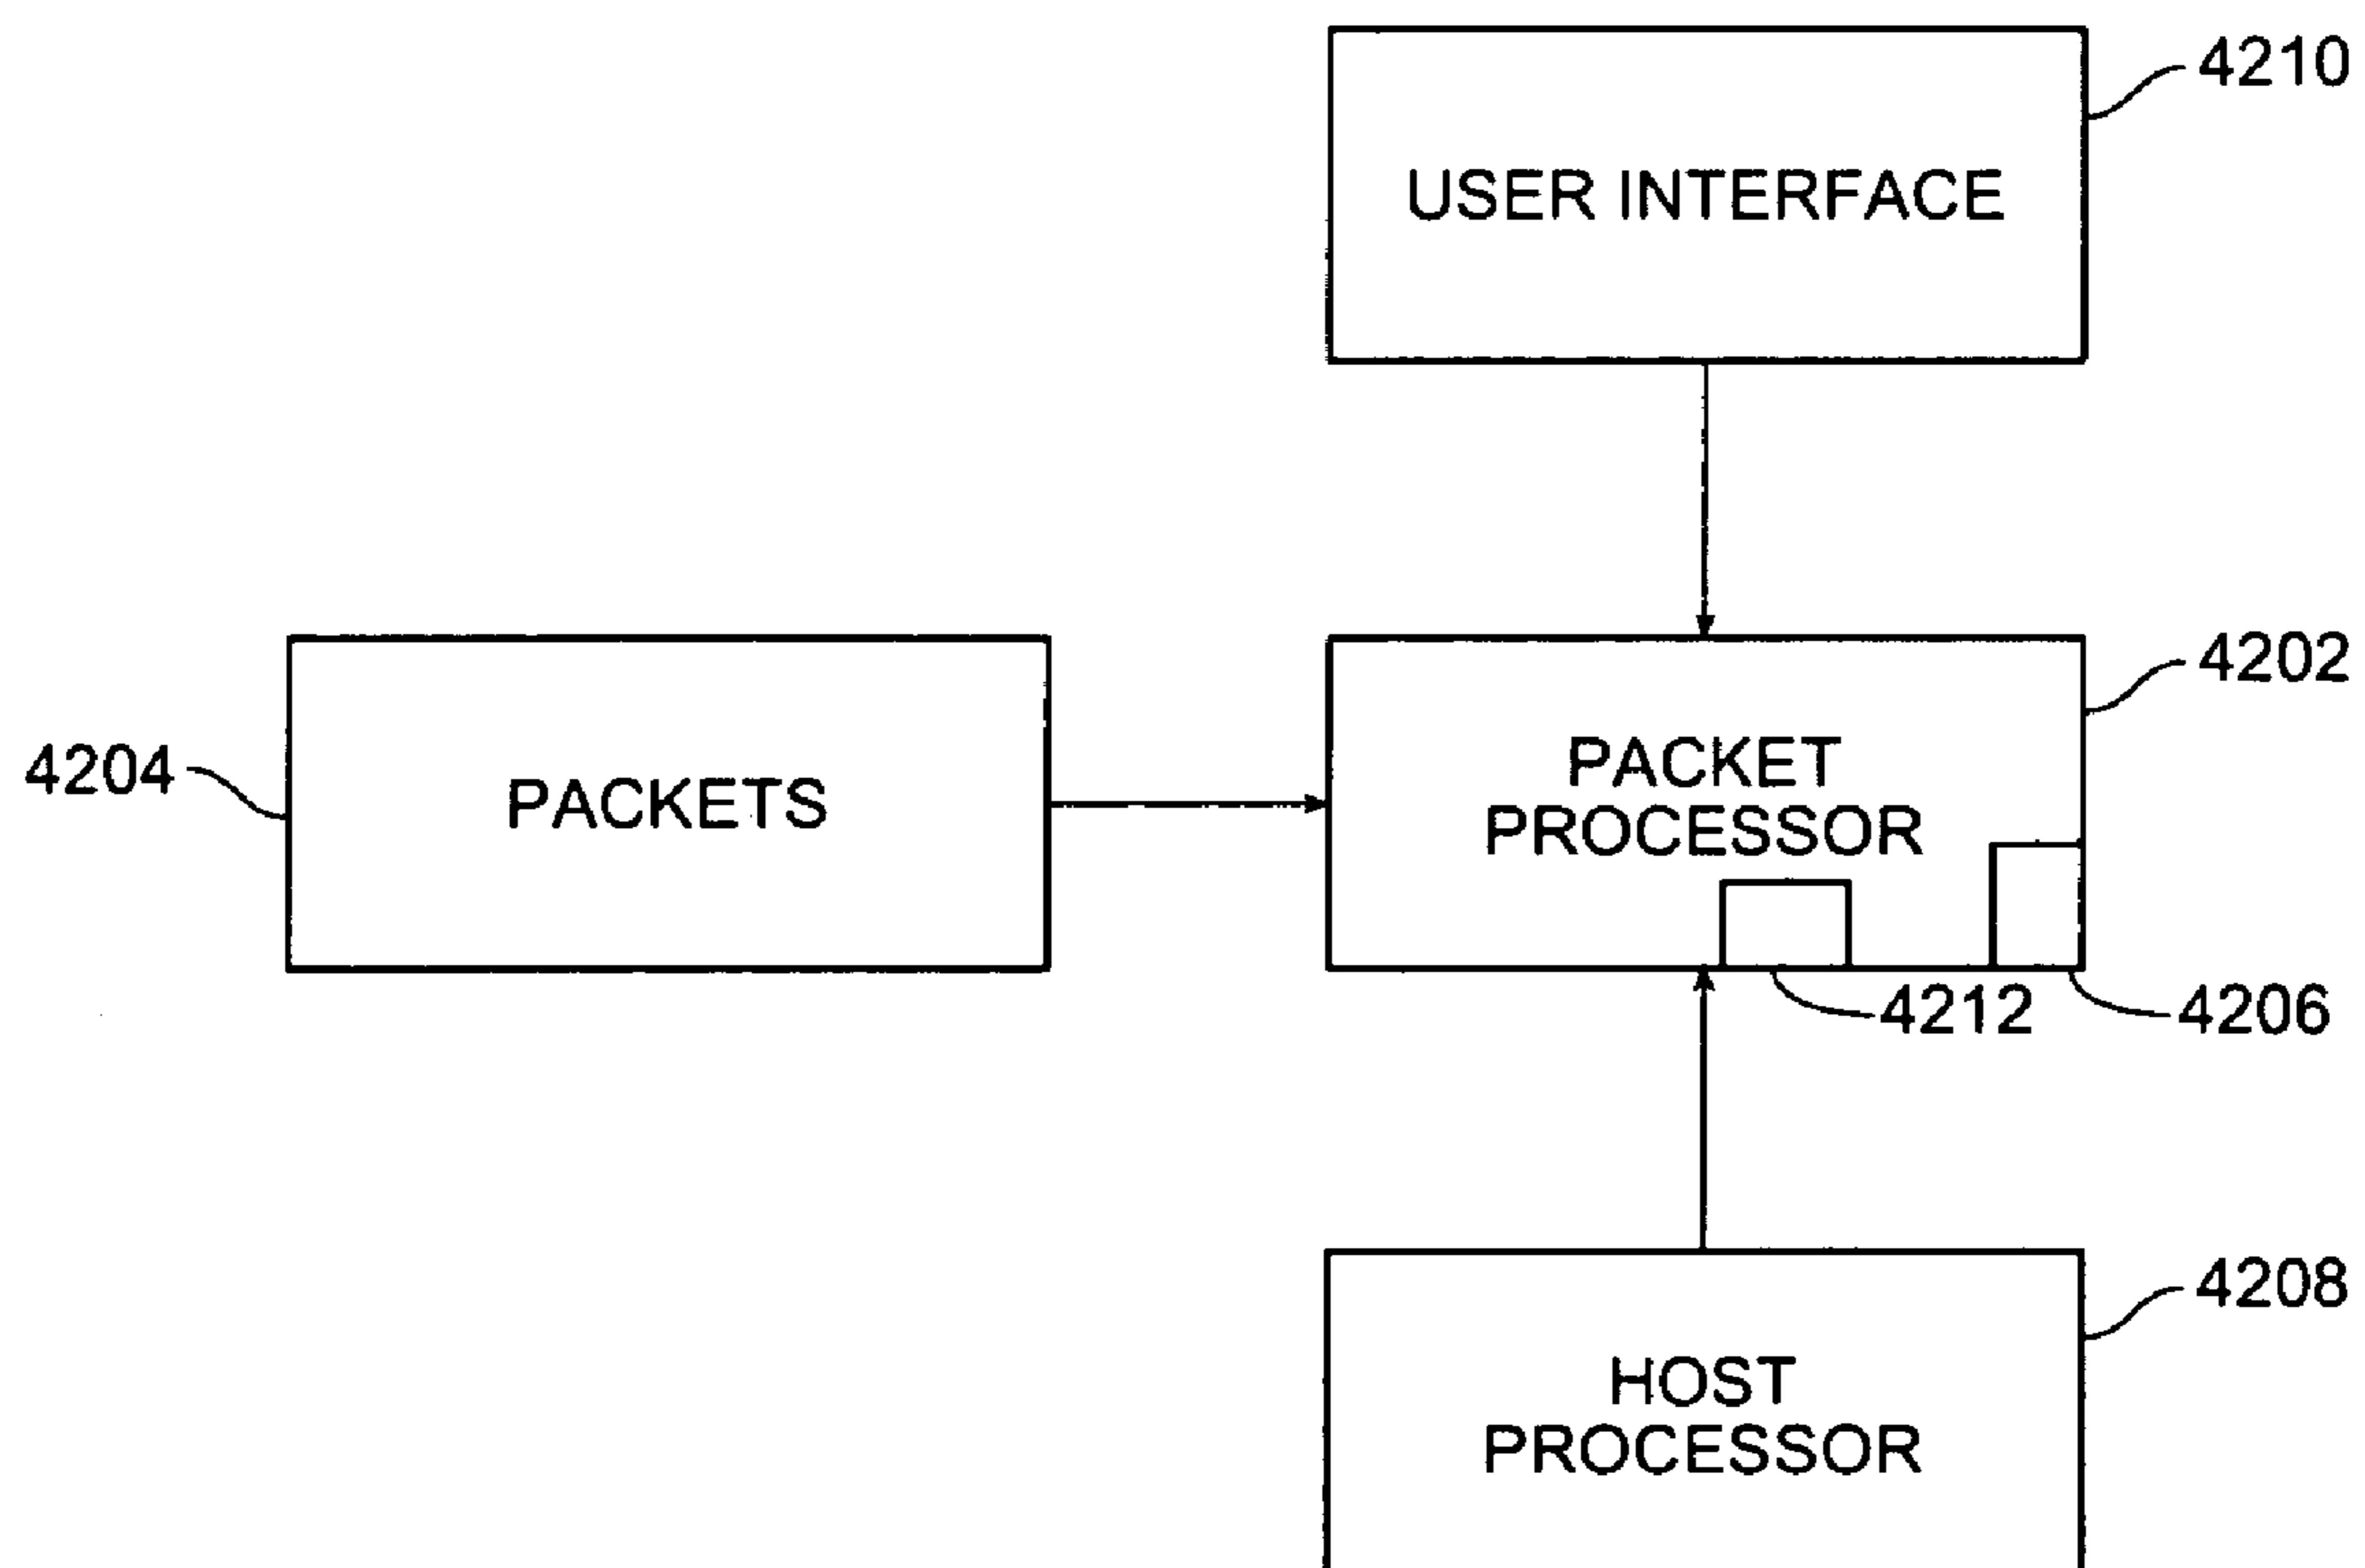 4210
USER INTERFACE
4202
PACKET
PROCESSOR
4204
PACKETS
4212
4206
4208
HOST
PROCESSOR